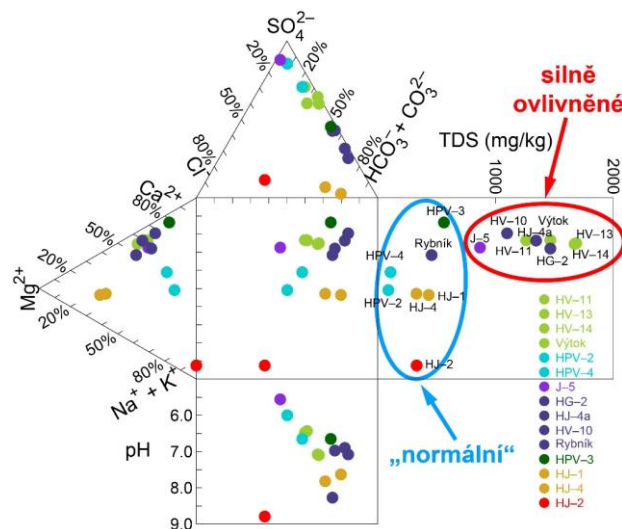 SO₄²⁻
20%
20%
50%
50%
80%
80%
Cl⁻
HCO₃⁻ + CO₃²⁻
silně
ovlivněné
TDS (mg/kg)
1000
2000
Ca²⁺
80%
50%
20%
Mg²⁺
20%
50%
80%
Na⁺ + K⁺
HPV–3
HPV–4
Rybník
HPV–2
HJ–4
HJ–1
HJ–2
HV–10
Výtok
HJ–4a
HV–13
J–5
HV–11
HG–2
HV–14
HV–11
HV–13
HV–14
Výtok
HPV–2
HPV–4
J–5
HG–2
HJ–4a
HV–10
Rybník
HPV–3
HJ–1
HJ–4
HJ–2
„normální“
pH
6.0
7.0
8.0
9.0